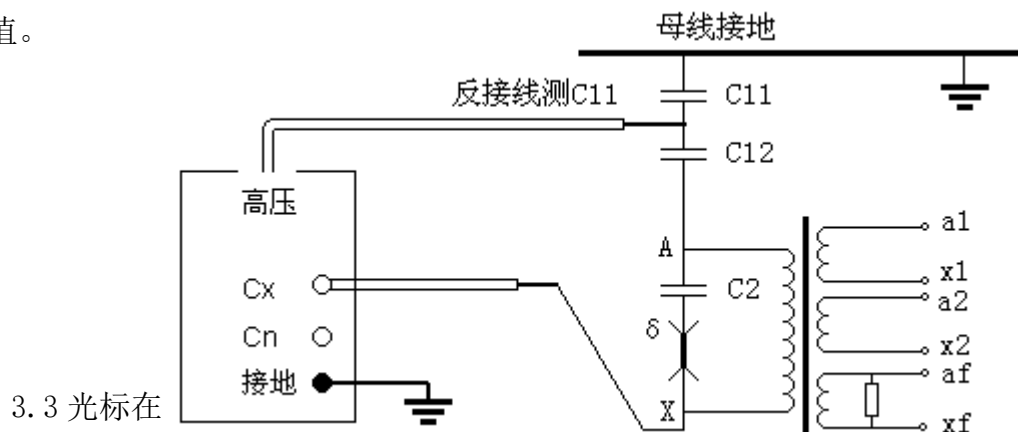 值。
母线接地
反接线测C11
C11
C12
高压
A
a1
x1
a2
Cx
C2
δ
Cn
x2
接地
af
3.3光标在
X
xf